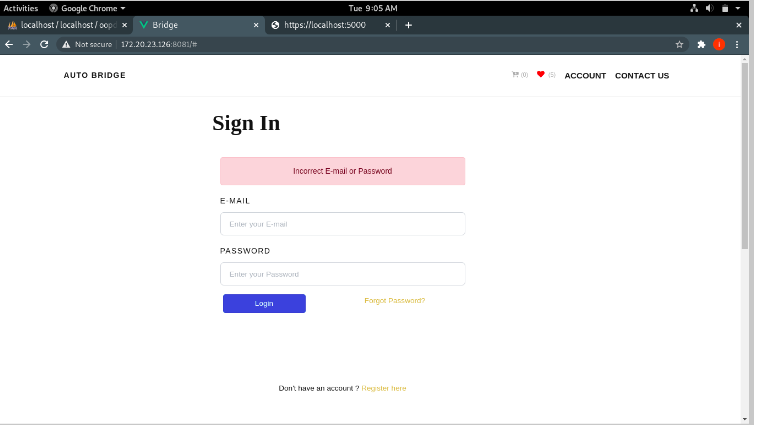 Activities Google Chrome Tue 9:05 AM
localhost / localhost / oopd Bridge https://localhost:5000
Not secure 172.20.23.126:8081/# i
AUTO BRIDGE (0) (5) ACCOUNT CONTACT US
Sign In
Incorrect E-mail or Password
E-MAIL
Enter your E-mail
PASSWORD
Enter your Password
Login Forgot Password?
Don't have an account ? Register here